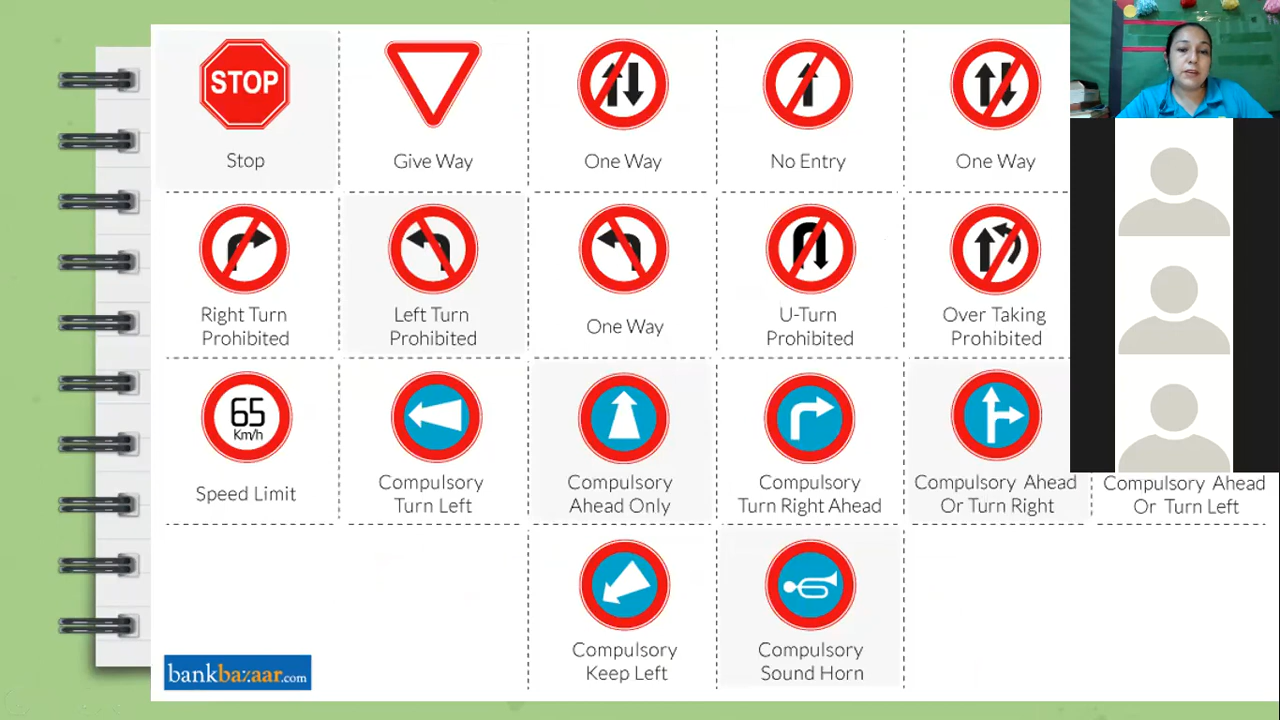 STOP
Stop
Give Way
One Way
No Entry
One Way
Right Turn
Prohibited
Left Turn
Prohibited
One Way
U-Turn
Prohibited
Over Taking
Prohibited
65
Km/h
Speed Limit
Compulsory
Turn Left
Compulsory
Ahead Only
Compulsory
Turn Right Ahead
Compulsory Ahead
Or Turn Right
Compulsory Ahead
Or Turn Left
Compulsory
Keep Left
Compulsory
Sound Horn
bankbazaar.com